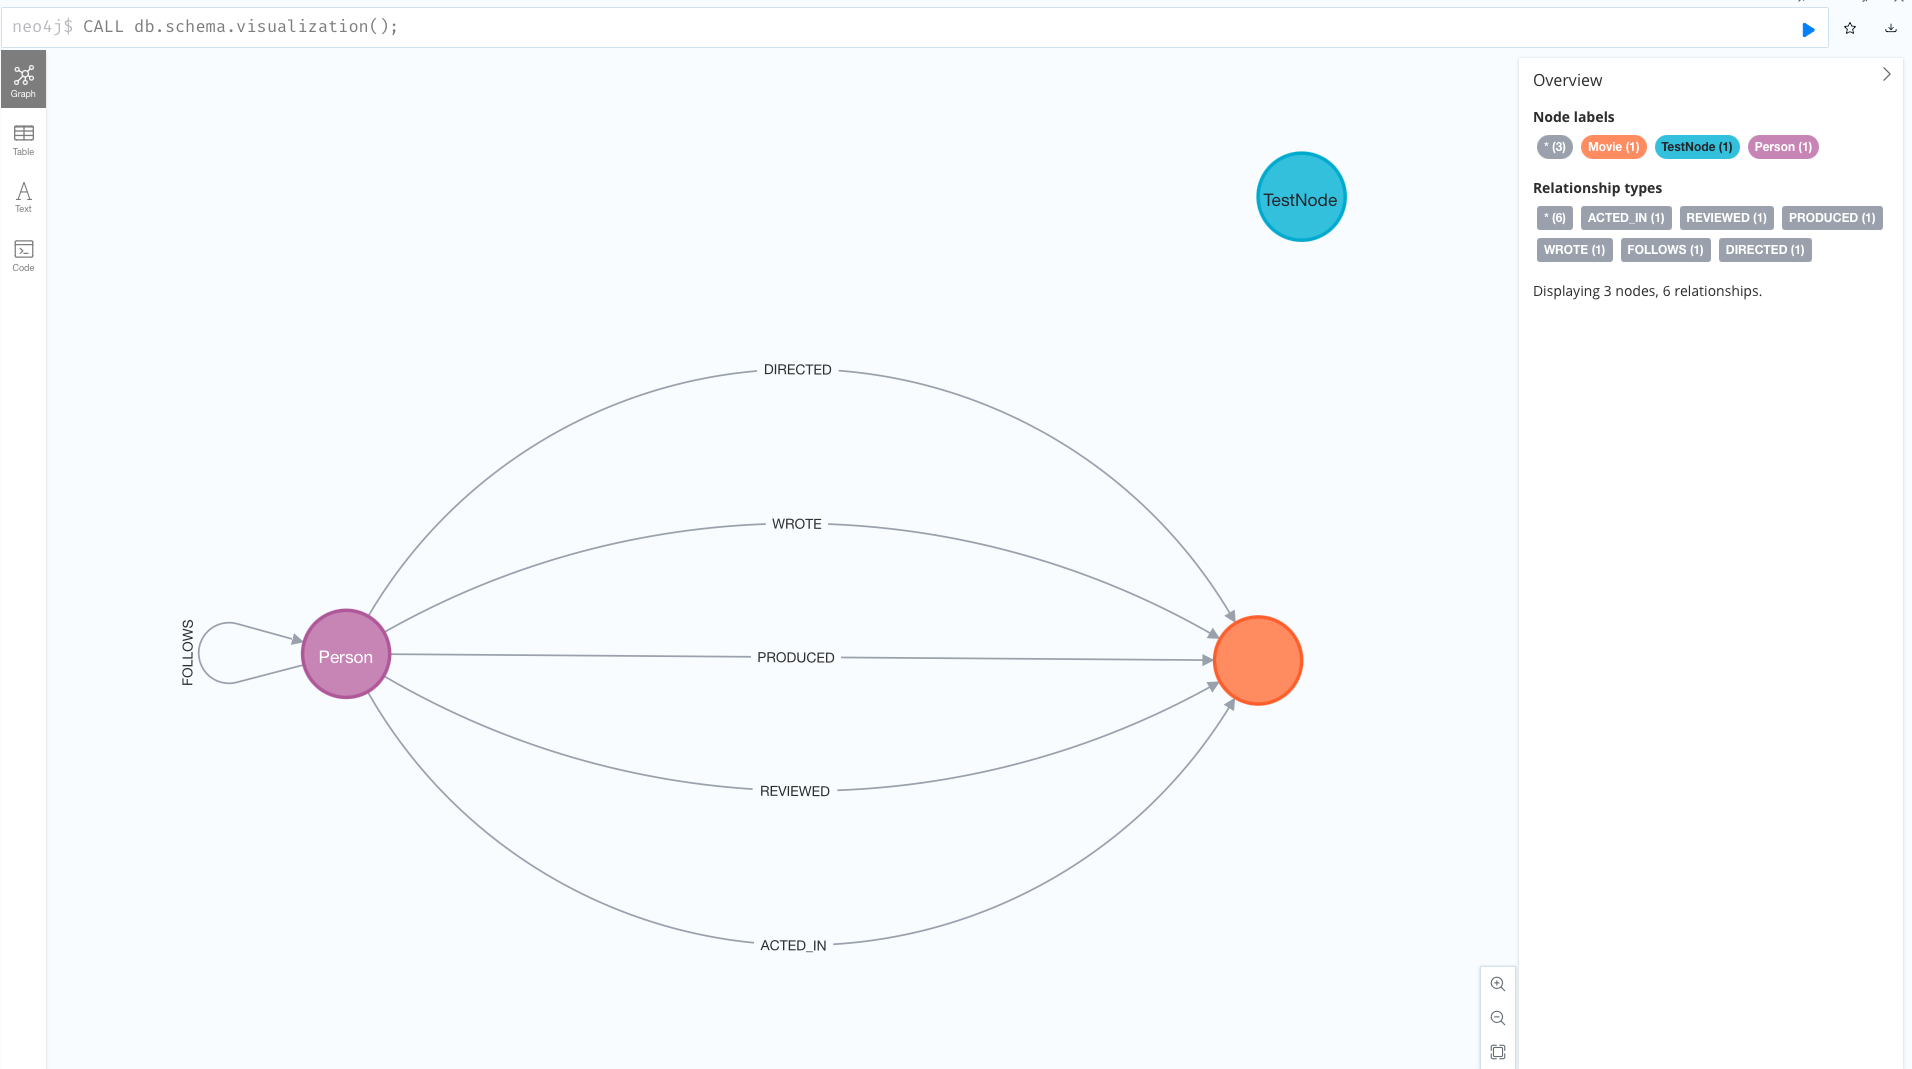 neo4j$ CALL db.schema.visualization();
Graph
Table
Text
Code
TestNode
DIRECTED
WROTE
FOLLOWS
Person
PRODUCED
REVIEWED
ACTED_IN
Overview
Node labels
* (3) Movie (1) TestNode (1) Person (1)
Relationship types
* (6) ACTED_IN (1) REVIEWED (1) PRODUCED (1)
WROTE (1) FOLLOWS (1) DIRECTED (1)
Displaying 3 nodes, 6 relationships.